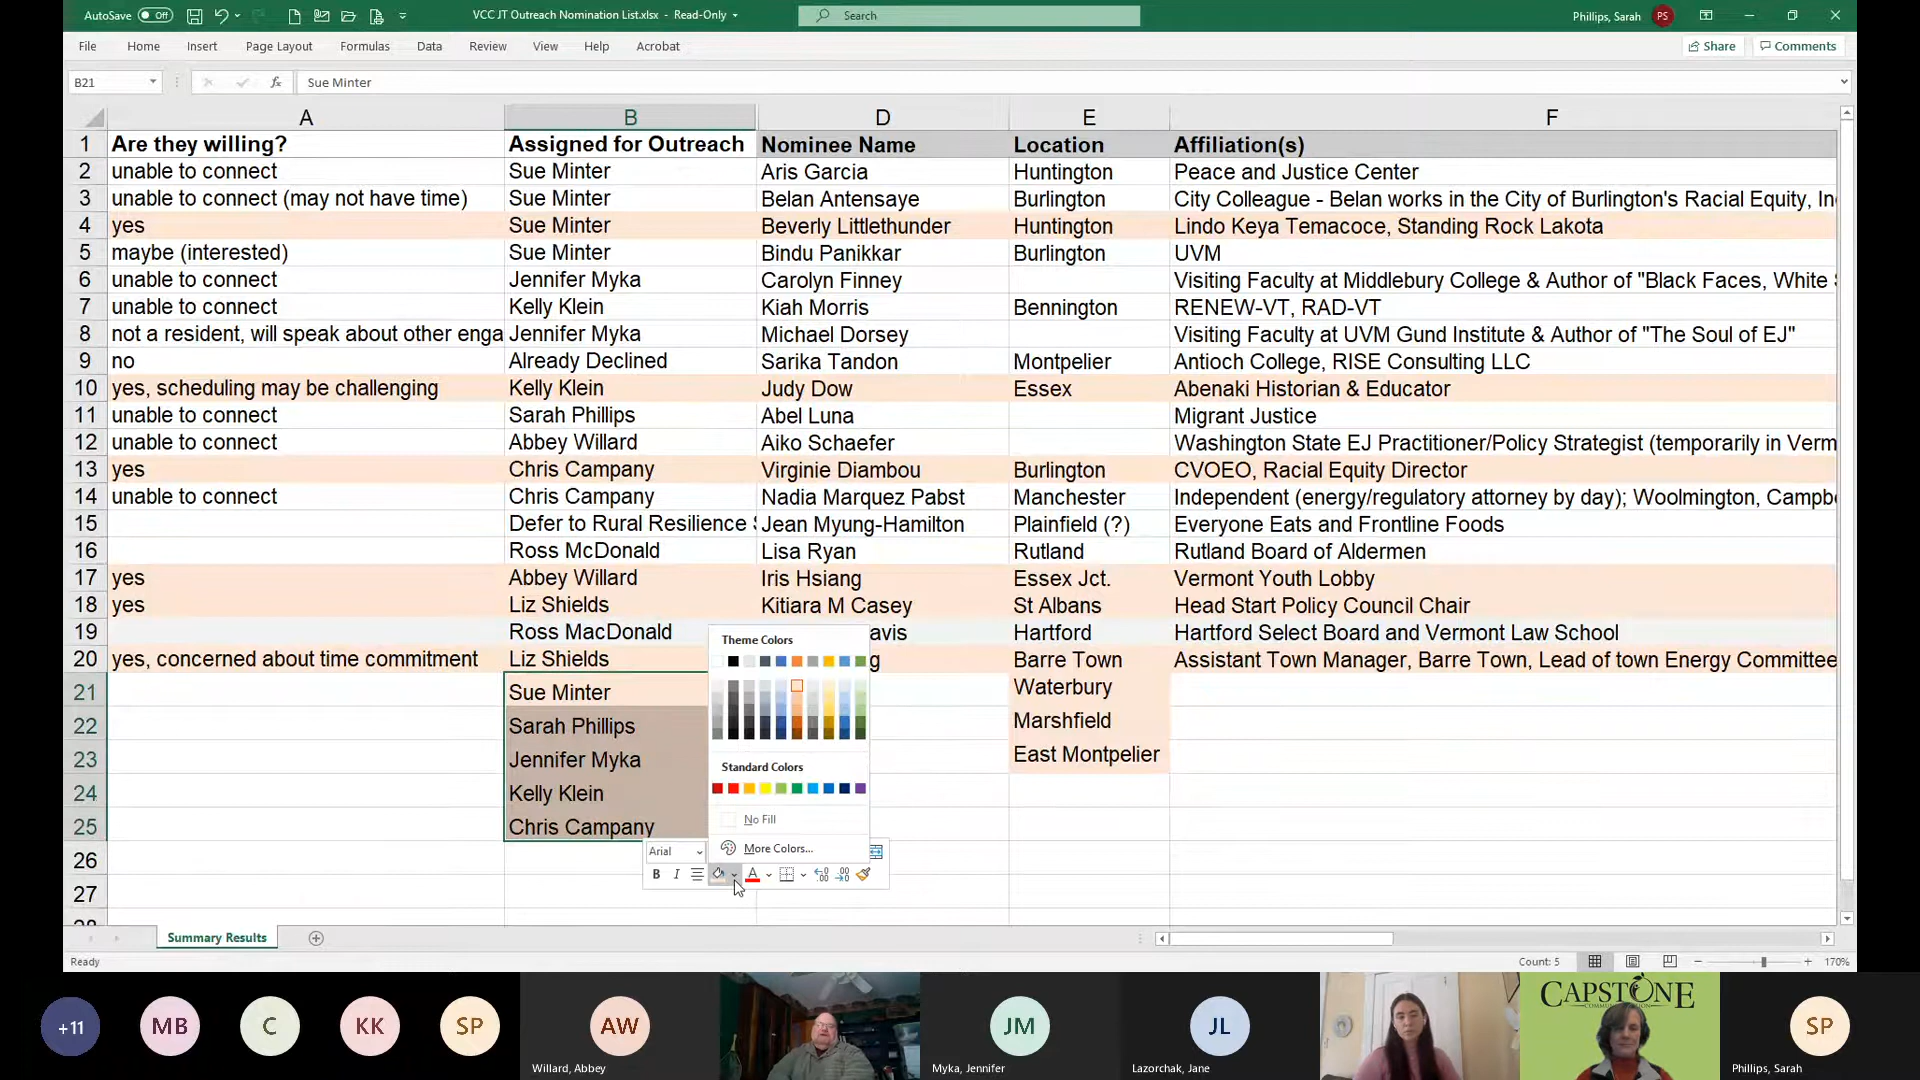 AutoSave Off VCC JT Outreach Nomination List.xlsx - Read-Only Search Phillips, Sarah PS
File Home Insert Page Layout Formulas Data Review View Help Acrobat Share Comments
B21 fx Sue Minter
A B D E F
1 Are they willing? Assigned for Outreach Nominee Name Location Affiliation(s)
2 unable to connect Sue Minter Aris Garcia Huntington Peace and Justice Center
3 unable to connect (may not have time) Sue Minter Belan Antensaye Burlington City Colleague - Belan works in the City of Burlington's Racial Equity, In
4 yes Sue Minter Beverly Littlethunder Huntington Lindo Keya Temacoce, Standing Rock Lakota
5 maybe (interested) Sue Minter Bindu Panikkar Burlington UVM
6 unable to connect Jennifer Myka Carolyn Finney Visiting Faculty at Middlebury College & Author of "Black Faces, White
7 unable to connect Kelly Klein Kiah Morris Bennington RENEW-VT, RAD-VT
8 not a resident, will speak about other enga Jennifer Myka Michael Dorsey Visiting Faculty at UVM Gund Institute & Author of "The Soul of EJ"
9 no Already Declined Sarika Tandon Montpelier Antioch College, RISE Consulting LLC
10 yes, scheduling may be challenging Kelly Klein Judy Dow Essex Abenaki Historian & Educator
11 unable to connect Sarah Phillips Abel Luna Migrant Justice
12 unable to connect Abbey Willard Aiko Schaefer Washington State EJ Practitioner/Policy Strategist (temporarily in Verm
13 yes Chris Campany Virginie Diambou Burlington CVOEO, Racial Equity Director
14 unable to connect Chris Campany Nadia Marquez Pabst Manchester Independent (energy/regulatory attorney by day); Woolmington, Campb
15 Defer to Rural Resilience Jean Myung-Hamilton Plainfield (?) Everyone Eats and Frontline Foods
16 Ross McDonald Lisa Ryan Rutland Rutland Board of Aldermen
17 yes Abbey Willard Iris Hsiang Essex Jct. Vermont Youth Lobby
18 yes Liz Shields Kitiara M Casey St Albans Head Start Policy Council Chair
19 Ross MacDonald avis Hartford Hartford Select Board and Vermont Law School
20 yes, concerned about time commitment Liz Shields g Barre Town Assistant Town Manager, Barre Town, Lead of town Energy Committee
21 Sue Minter Waterbury
22 Sarah Phillips Marshfield
23 Jennifer Myka East Montpelier
24 Kelly Klein
25 Chris Campany
26
27
28
Theme Colors
Standard Colors
No Fill
More Colors...
Arial
B I A
Summary Results
Ready Count: 5 170%
+11 MB C KK SP AW JM JL CAPSTONE SP
Willard, Abbey Myka, Jennifer Lazorchak, Jane Phillips, Sarah